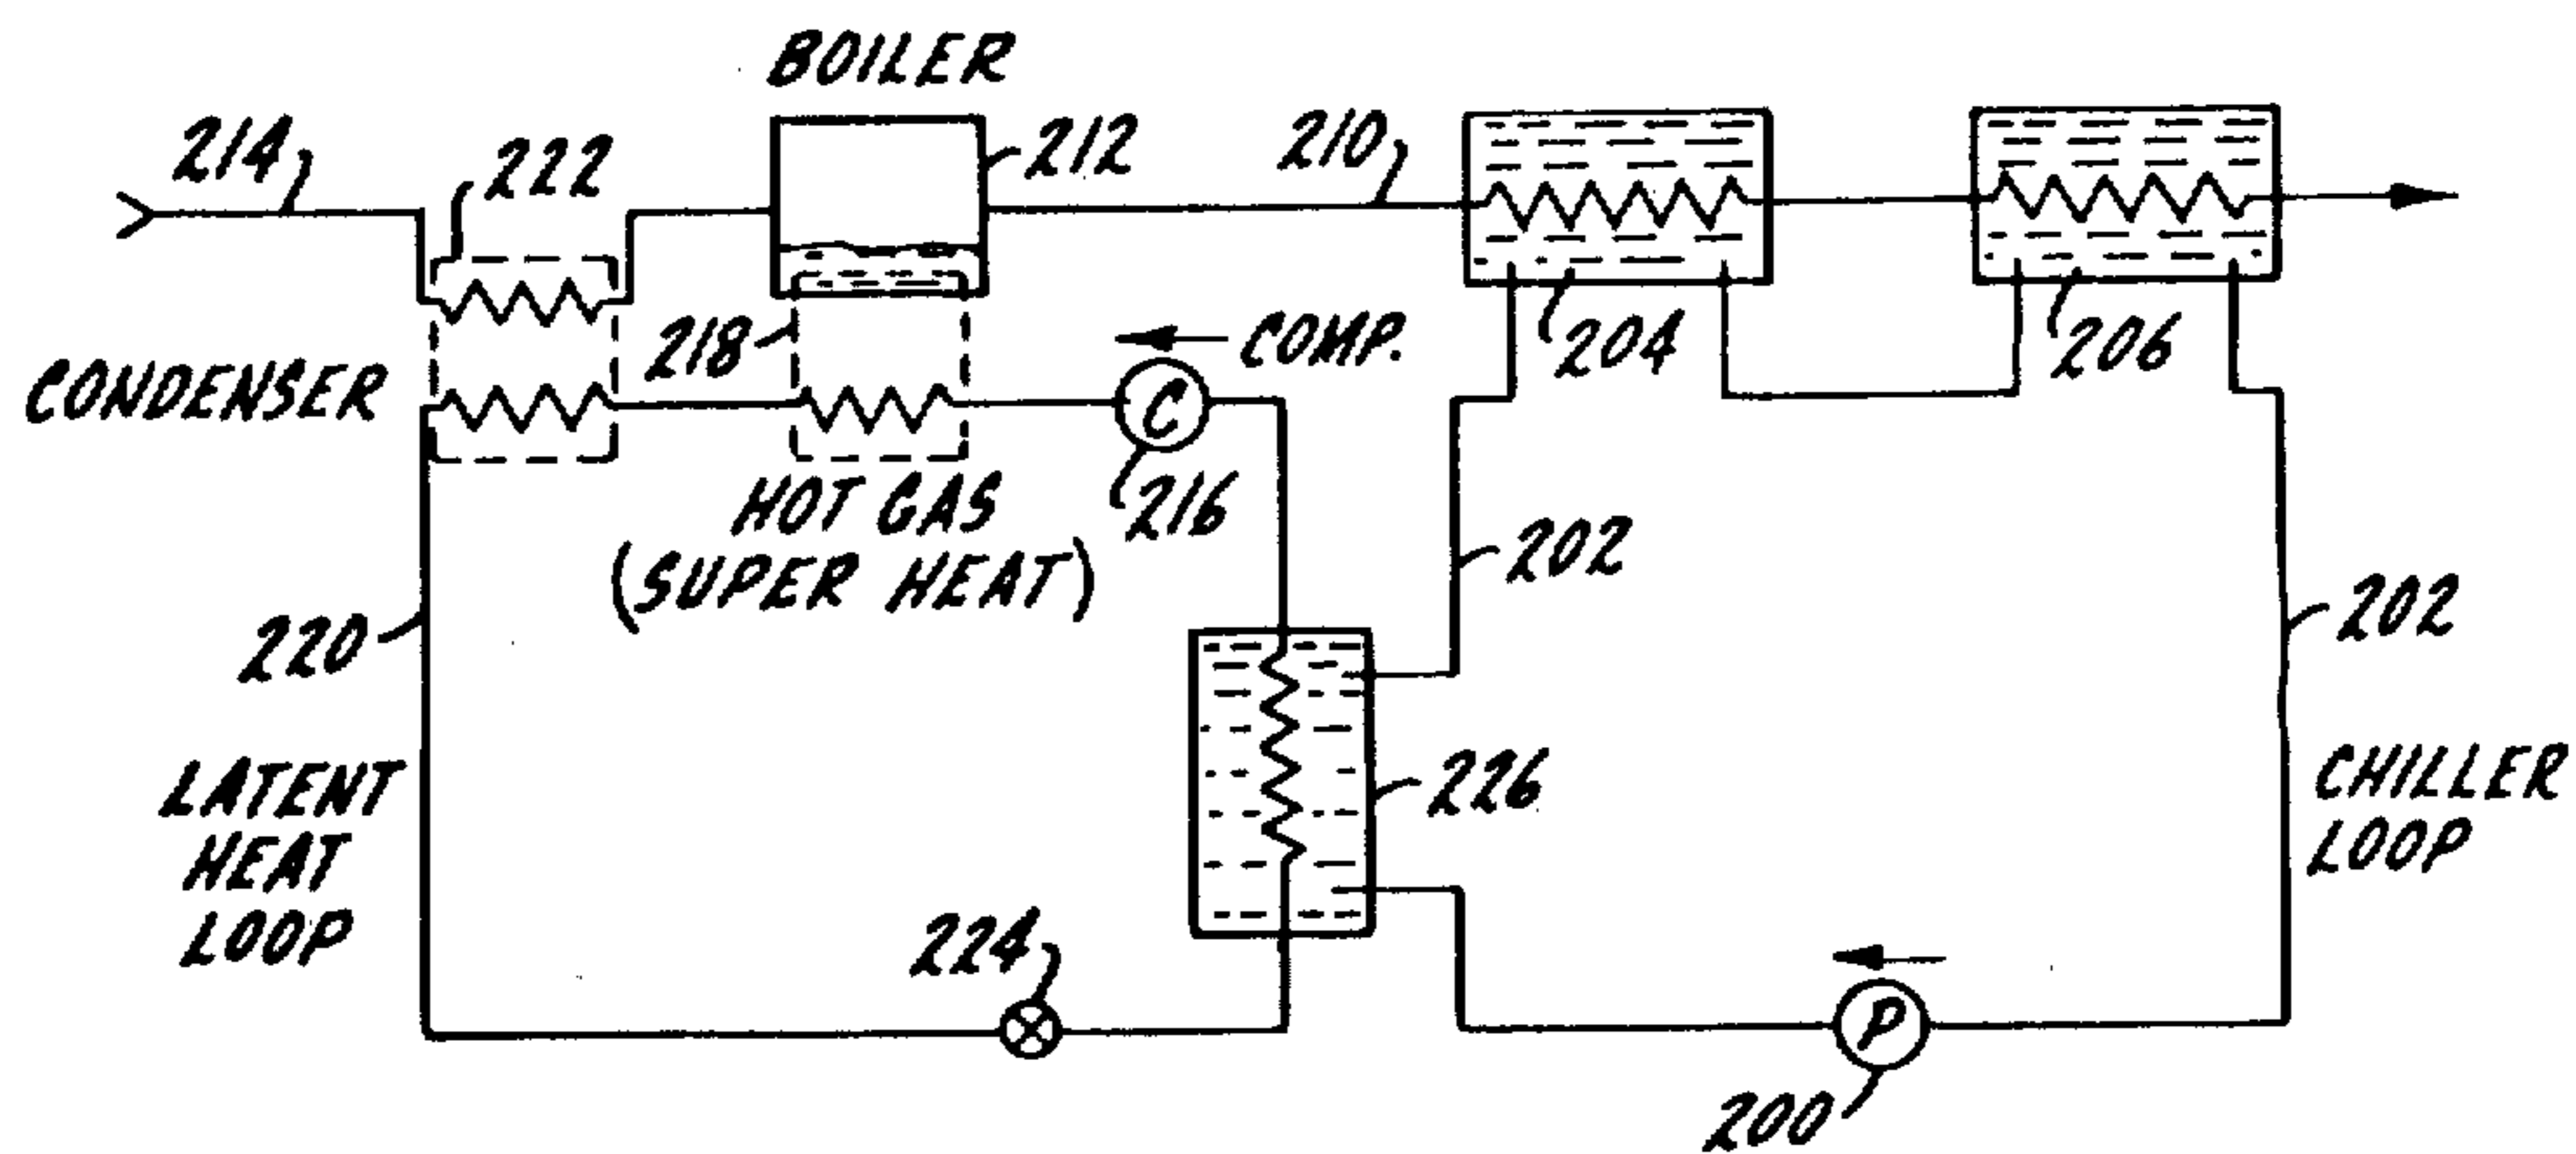 BOILER
214
222
212
210
218
COMP.
204
206
CONDENSER
C
216
HOT GAS
(SUPER HEAT)
202
202
220
226
LATENT
HEAT
LOOP
CHILLER
LOOP
224
P
200